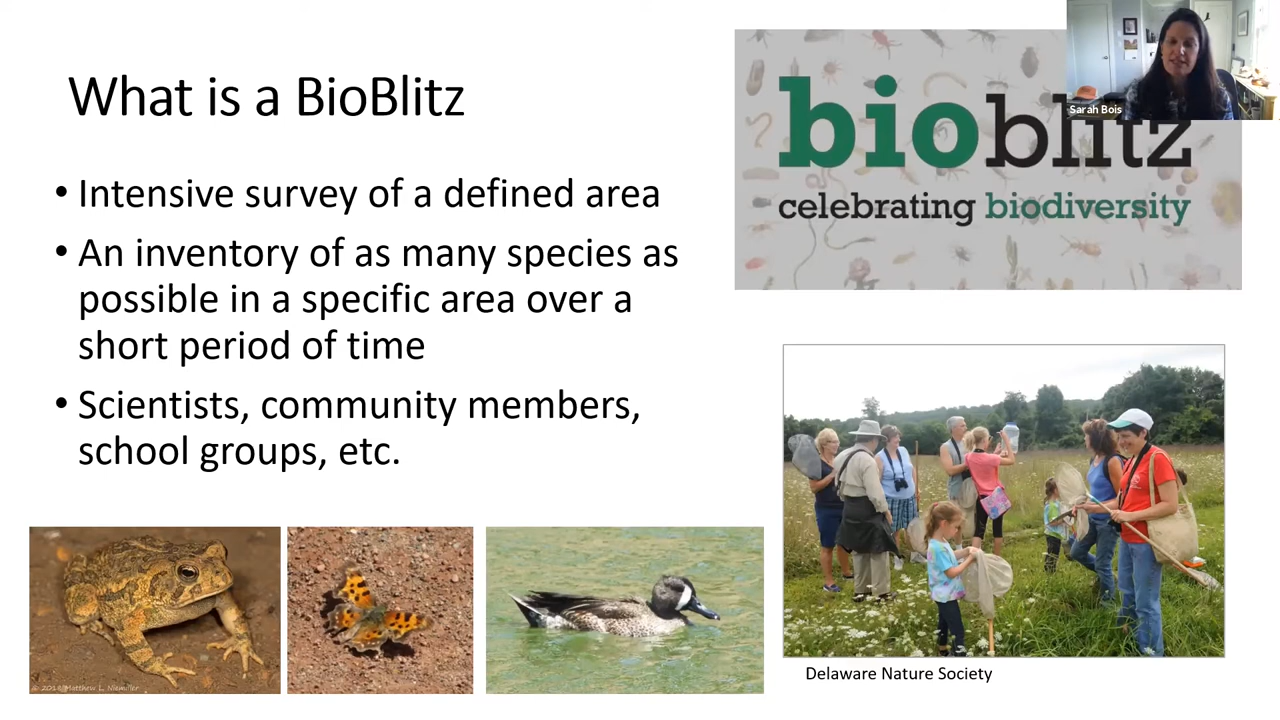 What is a BioBlitz
• Intensive survey of a defined area
• An inventory of as many species as
possible in a specific area over a
short period of time
• Scientists, community members,
school groups, etc.
bioblitz
celebrating biodiversity
Sarah Bois
Delaware Nature Society
Matthew L. Niemiller